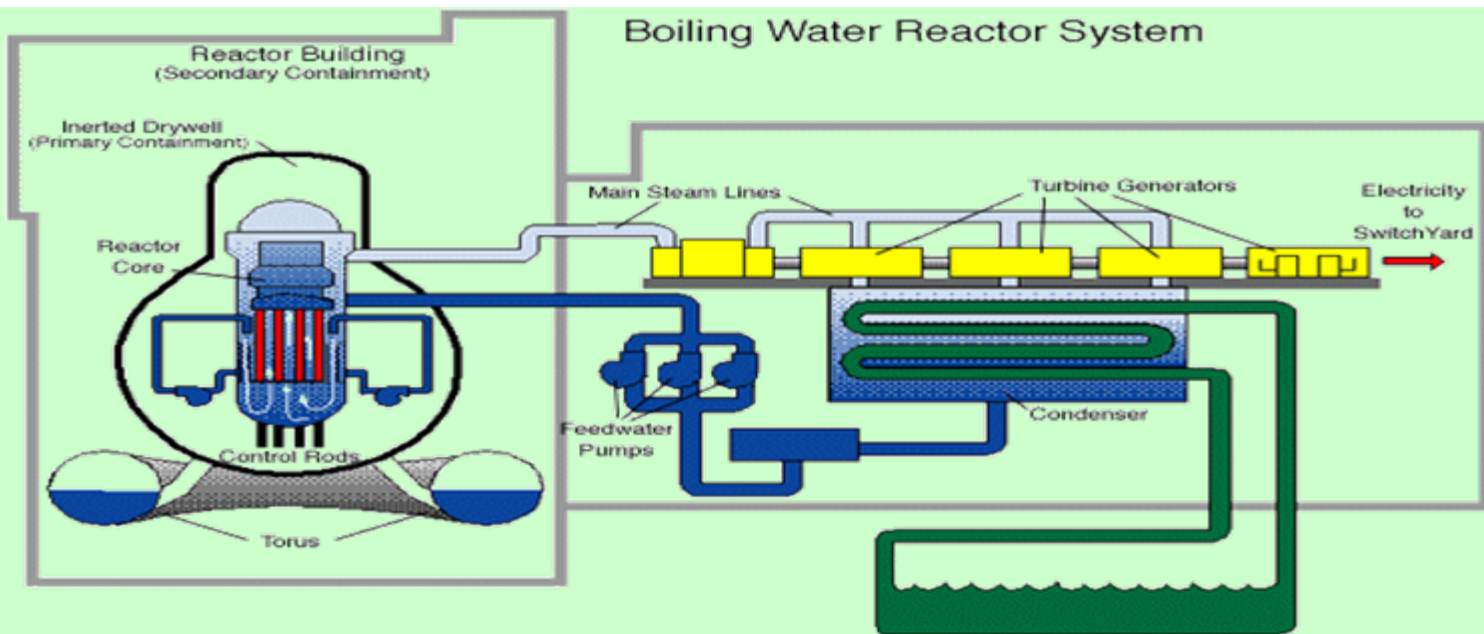 Boiling Water Reactor System
Reactor Building
(Secondary Containment)
Inerted Drywell
(Primary Containment)
Reactor
Core
Control Rods
Torus
Main Steam Lines
Turbine Generators
Electricity
to
SwitchYard
Feedwater
Pumps
Condenser